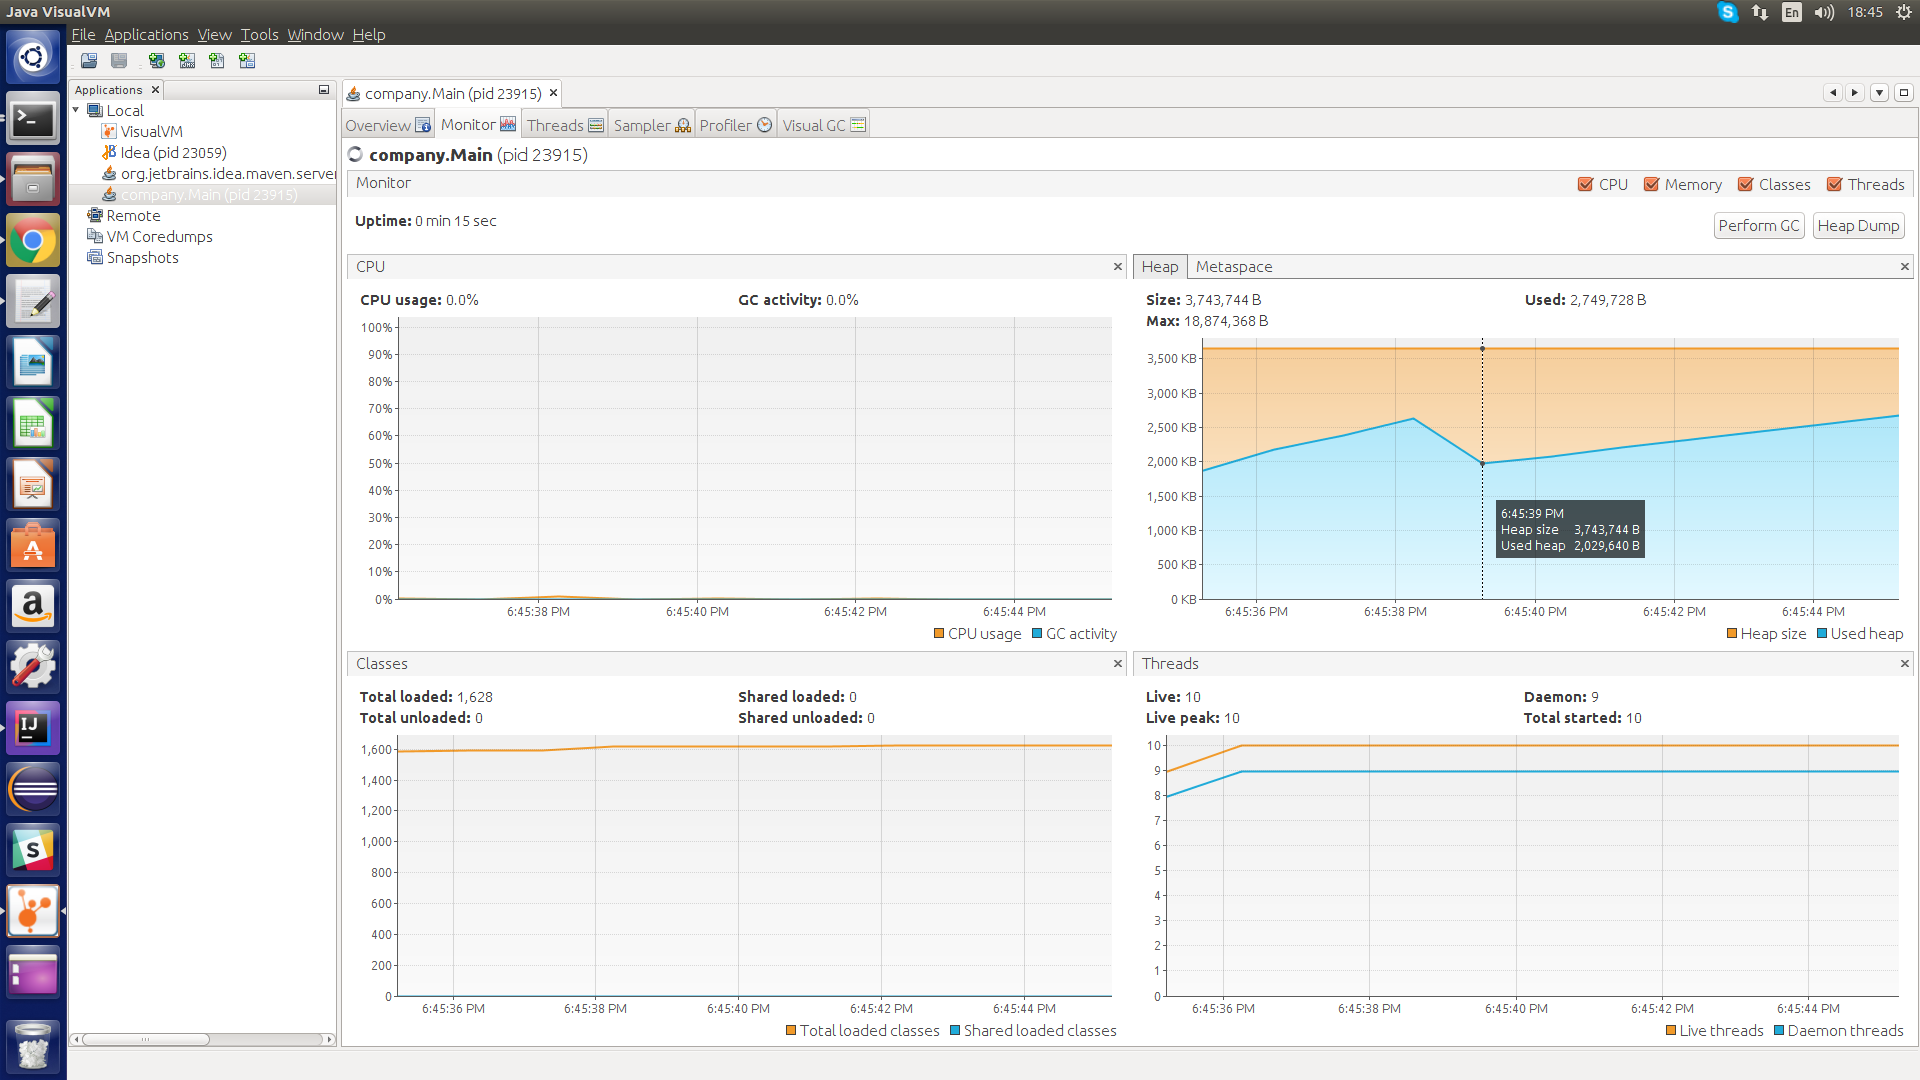 Java VisualVM
En
18:45
File Applications View Tools Window Help
Applications
Local
VisualVM
Idea (pid 23059)
org.jetbrains.idea.maven.server
company.Main (pid 23915)
Remote
VM Coredumps
Snapshots
company.Main (pid 23915)
Overview Monitor Threads Sampler Profiler Visual GC
company.Main (pid 23915)
Monitor
CPU Memory Classes Threads
Uptime: 0 min 15 sec
Perform GC Heap Dump
CPU
CPU usage: 0.0% GC activity: 0.0%
100%
90%
80%
70%
60%
50%
40%
30%
20%
10%
0%
6:45:38 PM 6:45:40 PM 6:45:42 PM 6:45:44 PM
CPU usage GC activity
Heap Metaspace
Size: 3,743,744 B Used: 2,749,728 B
Max: 18,874,368 B
3,500 KB
3,000 KB
2,500 KB
2,000 KB
1,500 KB
1,000 KB
500 KB
0 KB
6:45:39 PM
Heap size 3,743,744 B
Used heap 2,029,640 B
6:45:36 PM 6:45:38 PM 6:45:40 PM 6:45:42 PM 6:45:44 PM
Heap size Used heap
Classes
Total loaded: 1,628 Shared loaded: 0
Total unloaded: 0 Shared unloaded: 0
1,600
1,400
1,200
1,000
800
600
400
200
0
6:45:36 PM 6:45:38 PM 6:45:40 PM 6:45:42 PM 6:45:44 PM
Total loaded classes Shared loaded classes
Threads
Live: 10 Daemon: 9
Live peak: 10 Total started: 10
10
9
8
7
6
5
4
3
2
1
0
6:45:36 PM 6:45:38 PM 6:45:40 PM 6:45:42 PM 6:45:44 PM
Live threads Daemon threads
A
a
IJ
S